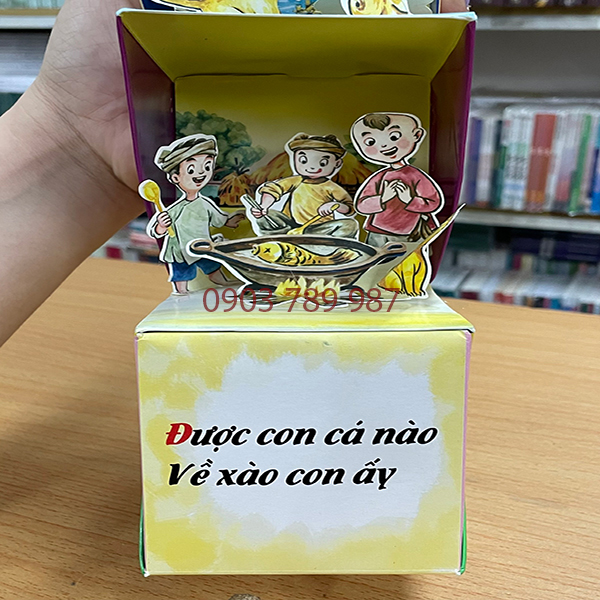 0903 789 987
Được con cá nào
Về xào con ấy